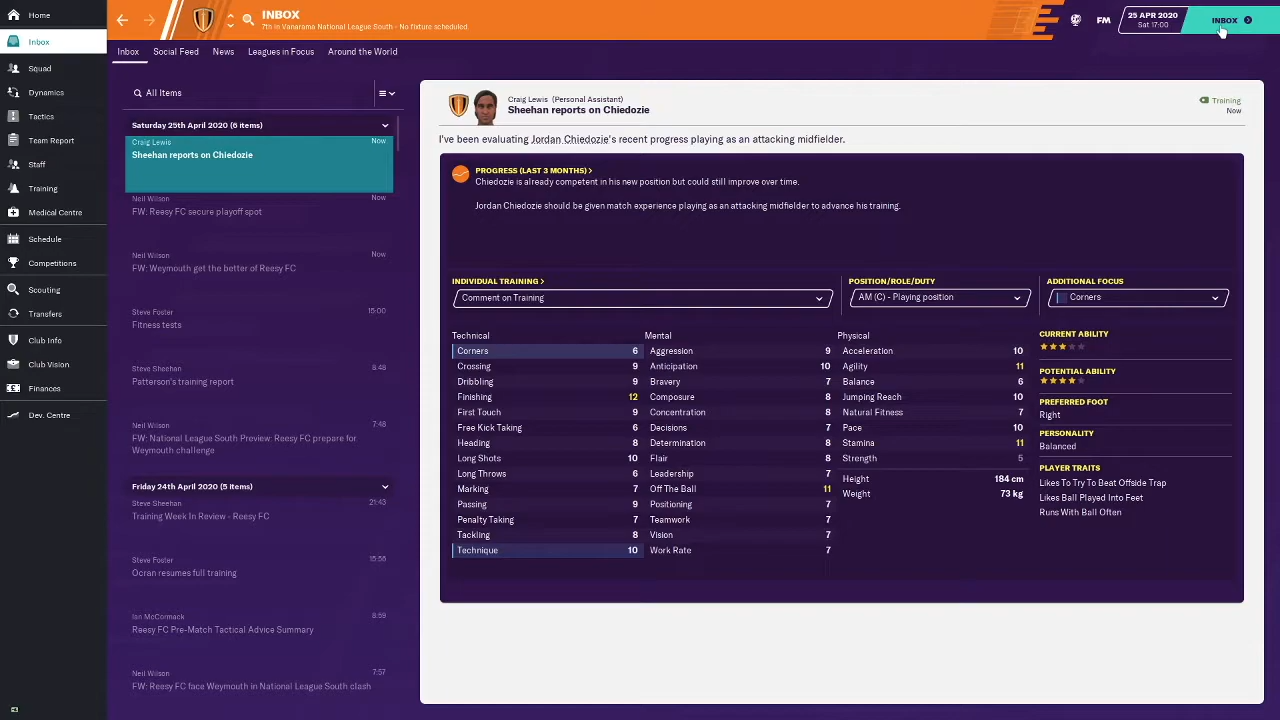 INBOX
7th in Vanarama National League South - No fixture scheduled.
FM
25 APR 2020
Sat 17:00
INBOX
Home
Inbox
Squad
Dynamics
Tactics
Team Report
Staff
Training
Medical Centre
Schedule
Competitions
Scouting
Transfers
Club Info
Club Vision
Finances
Dev. Centre
Inbox Social Feed News Leagues in Focus Around the World
All Items
Saturday 25th April 2020 (6 items)
Craig Lewis Now
Sheehan reports on Chiedozie
Neil Wilson Now
FW: Reesy FC secure playoff spot
Neil Wilson Now
FW: Weymouth get the better of Reesy FC
Steve Foster 15:00
Fitness tests
Steve Sheehan 8:48
Patterson's training report
Neil Wilson 7:48
FW: National League South Preview: Reesy FC prepare for
Weymouth challenge
Friday 24th April 2020 (5 items)
Steve Sheehan 21:43
Training Week In Review - Reesy FC
Steve Foster 15:56
Ocran resumes full training
Ian McCormack 8:59
Reesy FC Pre-Match Tactical Advice Summary
Neil Wilson 7:57
FW: Reesy FC face Weymouth in National League South clash
Craig Lewis (Personal Assistant)
Sheehan reports on Chiedozie
Training
Now
I've been evaluating Jordan Chiedozie's recent progress playing as an attacking midfielder.
PROGRESS (LAST 3 MONTHS) >
Chiedozie is already competent in his new position but could still improve over time.
Jordan Chiedozie should be given match experience playing as an attacking midfielder to advance his training.
INDIVIDUAL TRAINING > POSITION/ROLE/DUTY ADDITIONAL FOCUS
Comment on Training AM (C) - Playing position Corners
Technical Mental Physical
Corners 6 Aggression 9 Acceleration 10
Crossing 9 Anticipation 10 Agility 11
Dribbling 9 Bravery 7 Balance 6
Finishing 12 Composure 8 Jumping Reach 10
First Touch 9 Concentration 8 Natural Fitness 7
Free Kick Taking 6 Decisions 7 Pace 10
Heading 8 Determination 8 Stamina 11
Long Shots 10 Flair 8 Strength 5
Long Throws 6 Leadership 7 Height 184 cm
Marking 7 Off The Ball 11 Weight 73 kg
Passing 9 Positioning 7
Penalty Taking 7 Teamwork 7
Tackling 8 Vision 7
Technique 10 Work Rate 7
CURRENT ABILITY
POTENTIAL ABILITY
PREFERRED FOOT
Right
PERSONALITY
Balanced
PLAYER TRAITS
Likes To Try To Beat Offside Trap
Likes Ball Played Into Feet
Runs With Ball Often